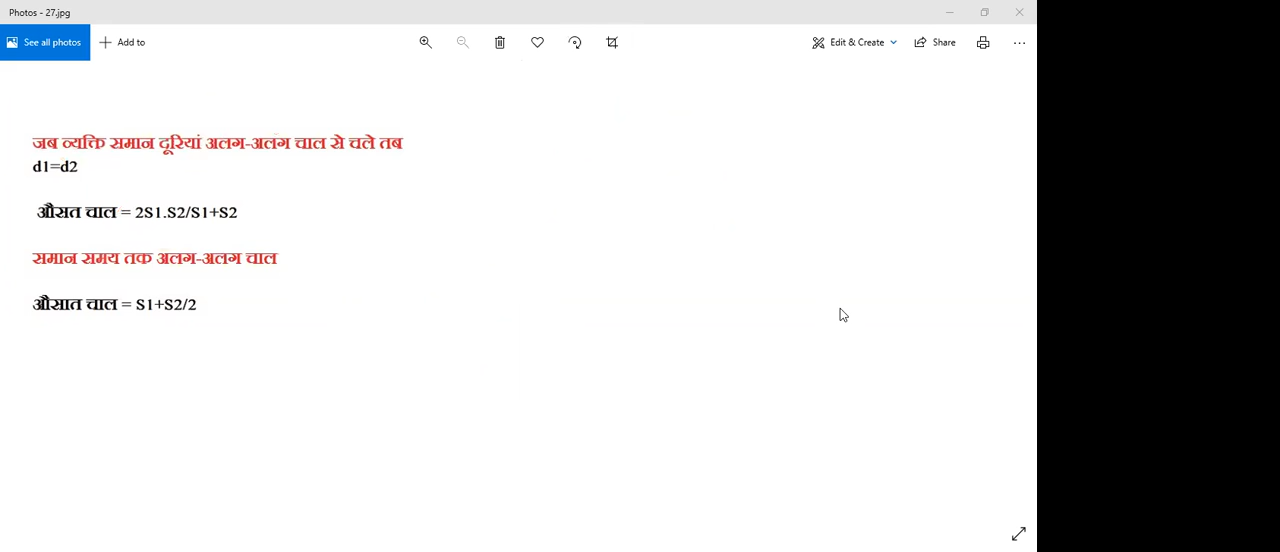 Photos - 27.jpg
See all photos
Add to
Edit & Create
Share
जब व्यक्ति समान दूरियां अलग-अलग चाल से चले तब
d1=d2
औसत चाल = 2S1.S2/S1+S2
समान समय तक अलग-अलग चाल
औसात चाल = S1+S2/2